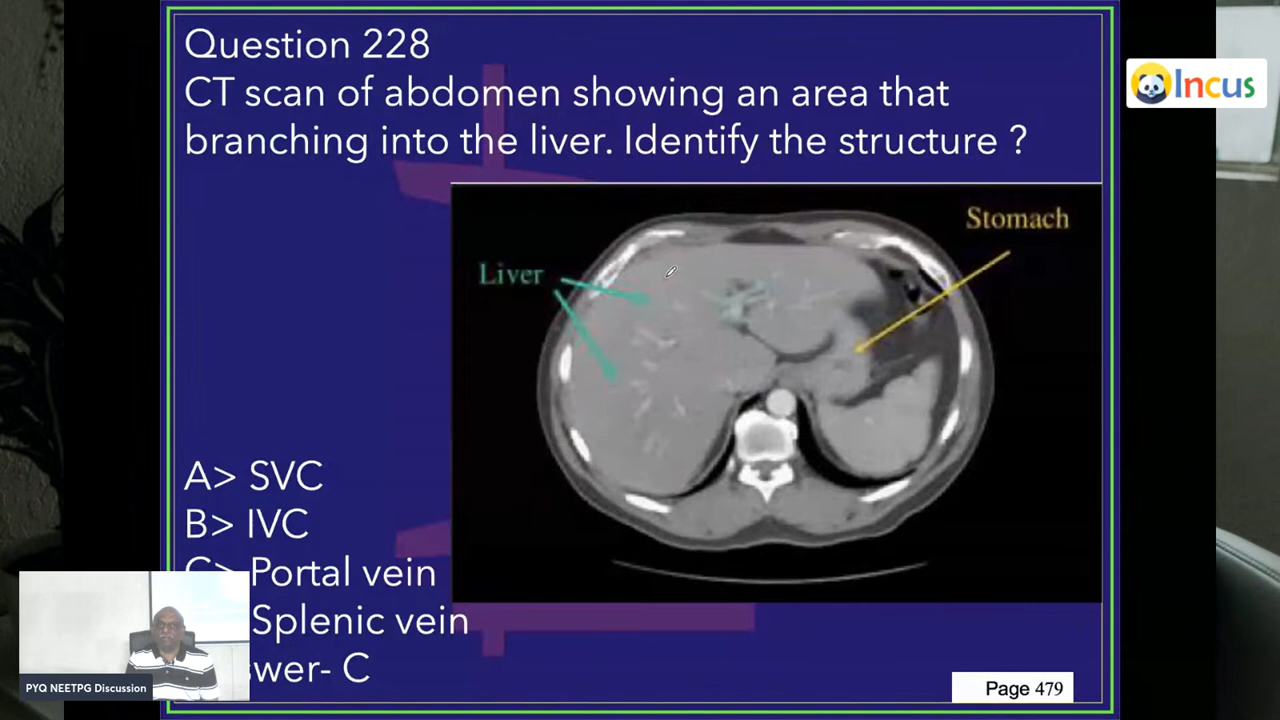 Question 228
CT scan of abdomen showing an area that
branching into the liver. Identify the structure ?
Incus
Stomach
Liver
A> SVC
B> IVC
Portal vein
Splenic vein
wer- C
PYQ NEETPG Discussion
Page 479